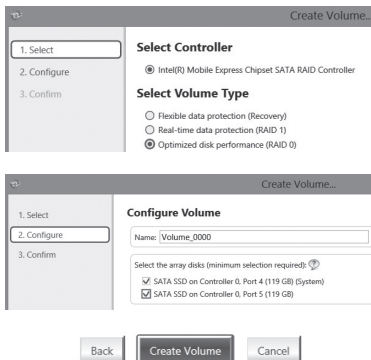 Create Volume...
1. Select
2. Configure
3. Confirm
Select Controller
Intel(R) Mobile Express Chipset SATA RAID Controller
Select Volume Type
Flexible data protection (Recovery)
Real-time data protection (RAID 1)
Optimized disk performance (RAID 0)
Create Volume...
1. Select
2. Configure
3. Confirm
Configure Volume
Name: Volume_0000
Select the array disks (minimum selection required): ?
SATA SSD on Controller 0, Port 4 (119 GB) (System)
SATA SSD on Controller 0, Port 5 (119 GB)
Back
Create Volume
Cancel